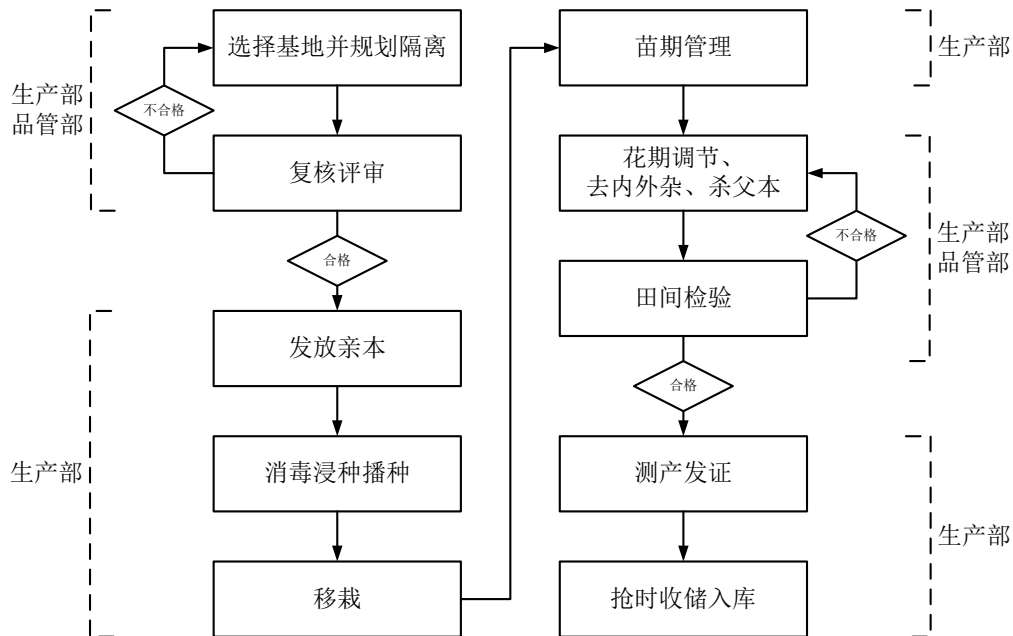 生产部
品管部
选择基地并规划隔离
不合格
复核评审
合格
生产部
发放亲本
消毒浸种播种
移栽
苗期管理
生产部
花期调节、
去内外杂、杀父本
不合格
田间检验
生产部
品管部
合格
测产发证
抢时收储入库
生产部